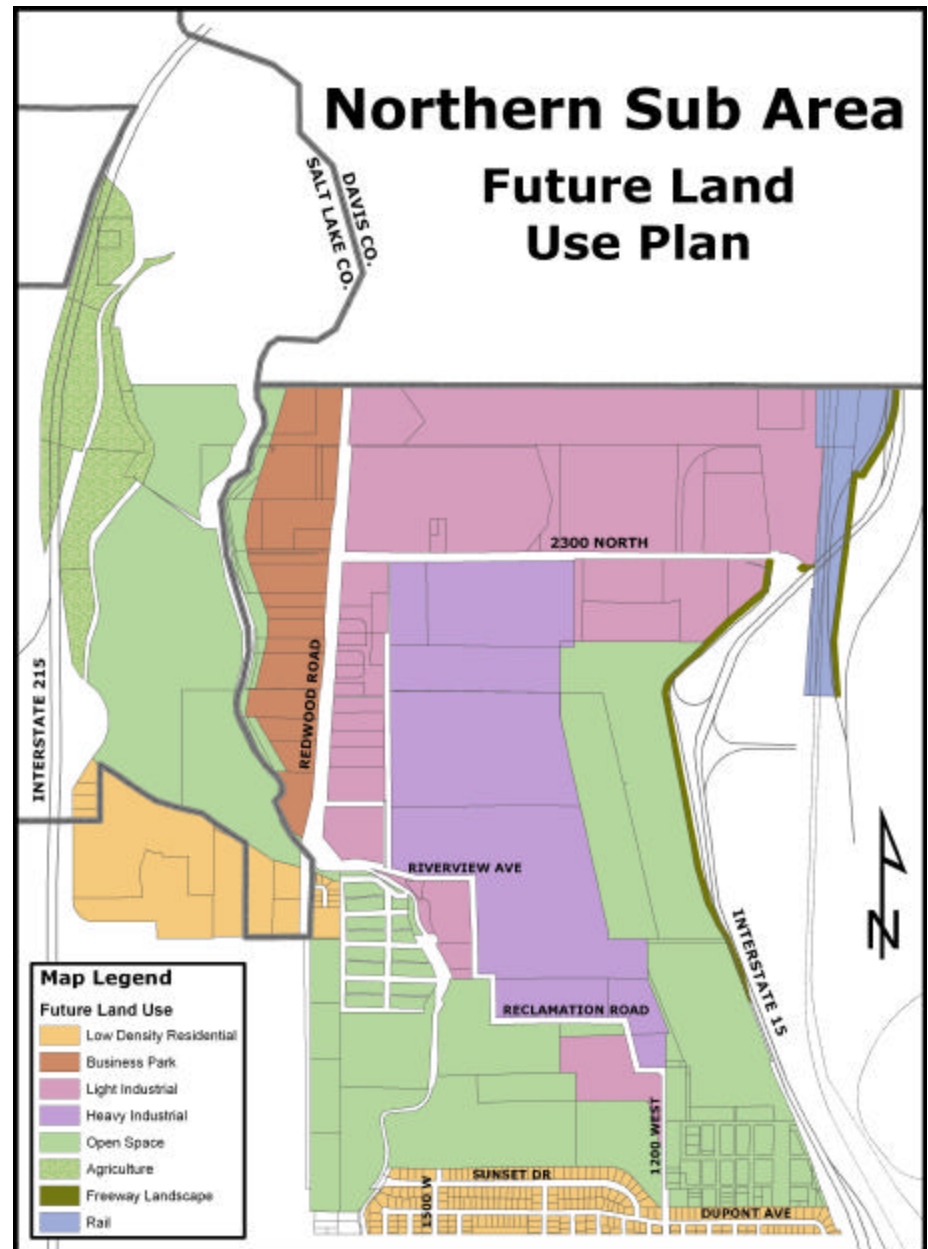 Northern Sub Area
Future Land
Use Plan
DAVIS CO.
SALT LAKE CO.
2300 NORTH
REDWOOD ROAD
INTERSTATE 215
RIVERVIEW AVE
INTERSTATE 15
N
RECLAMATION ROAD
1200 WEST
SUNSET DR
1500 W
DUPONT AVE
Map Legend
Future Land Use
Low Density Residential
Business Park
Light Industrial
Heavy Industrial
Open Space
Agriculture
Freeway Landscape
Rail